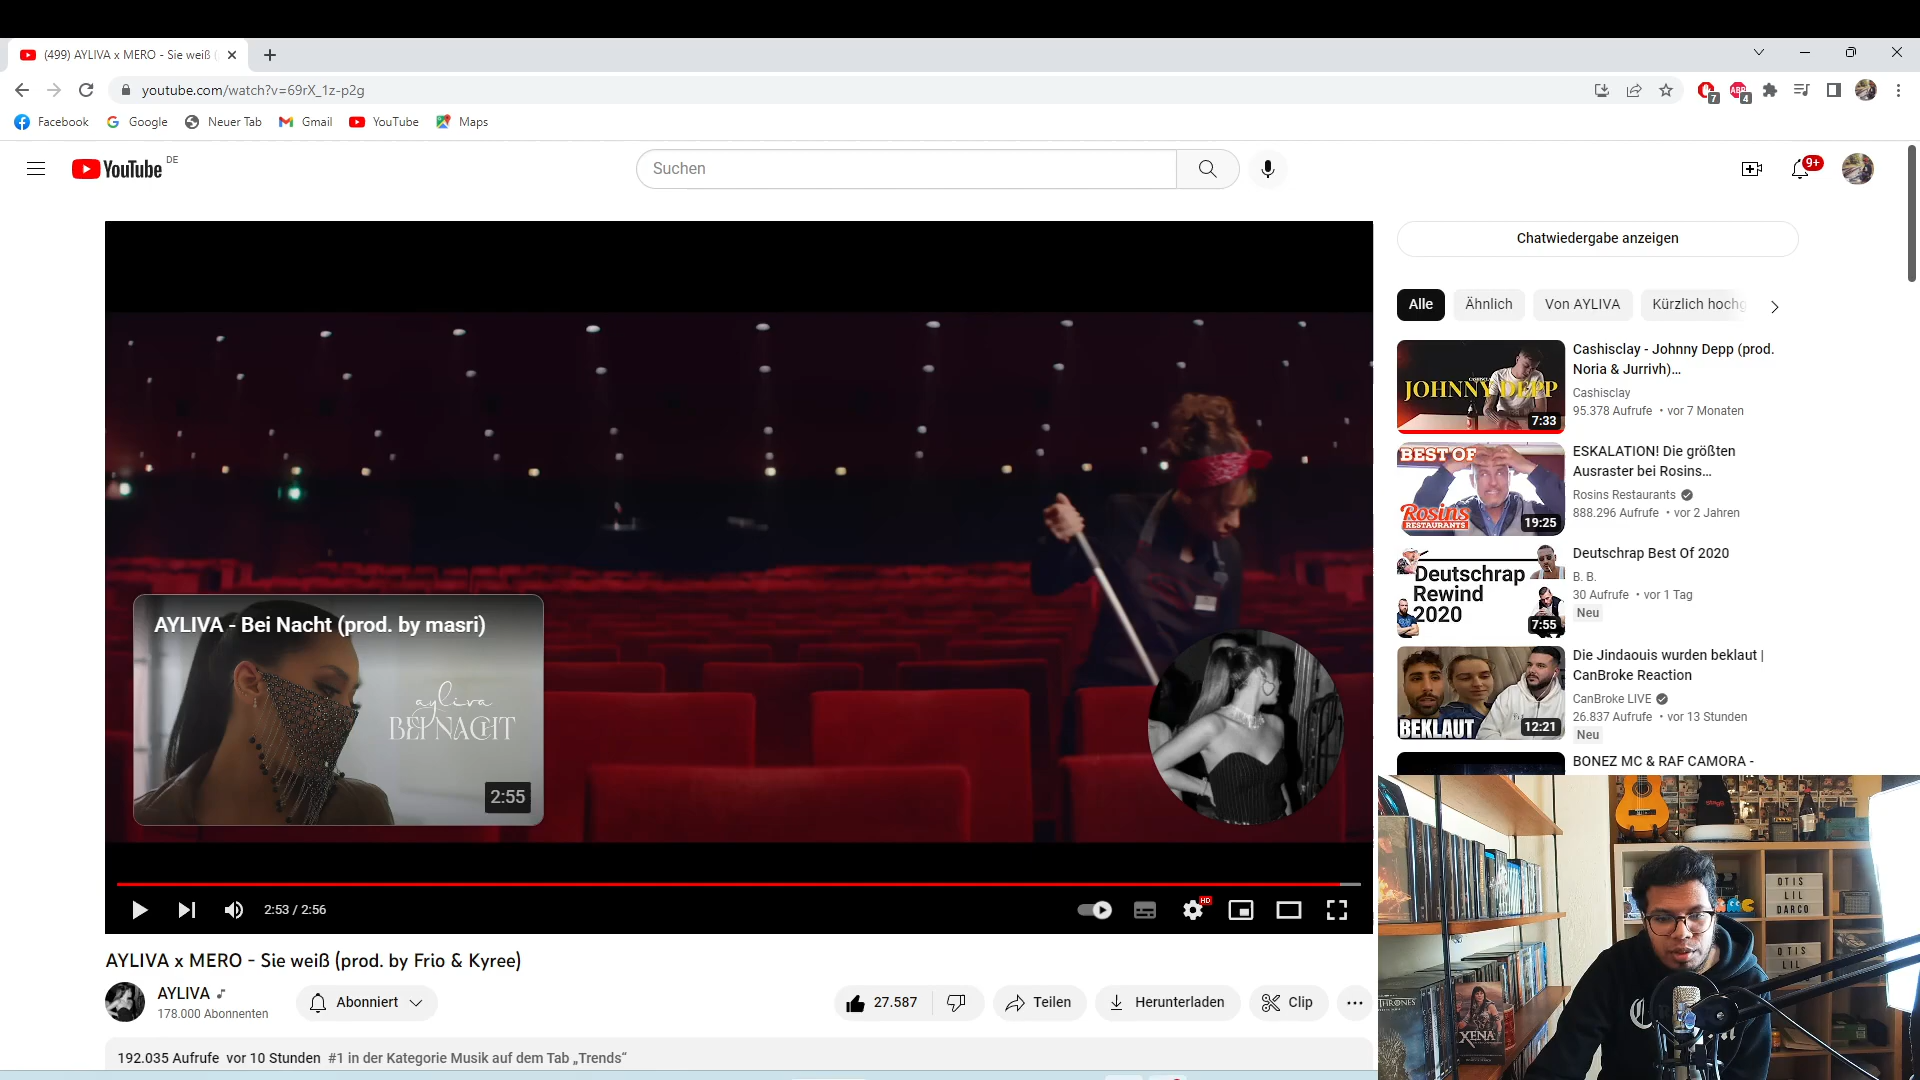 (499) AYLIVA x MERO - Sie weiß (
youtube.com/watch?v=69rX_1z-p2g
7
ABP
4
Facebook
Google
Neuer Tab
Gmail
YouTube
Maps
YouTube DE
Suchen
9+
AYLIVA - Bei Nacht (prod. by masri)
ayliva
BEI NACHT
2:55
2:53 / 2:56
HD
AYLIVA x MERO - Sie weiß (prod. by Frio & Kyree)
AYLIVA
178.000 Abonnenten
Abonniert
27.587
Teilen
Herunterladen
Clip
192.035 Aufrufe vor 10 Stunden #1 in der Kategorie Musik auf dem Tab „Trends“
Chatwiedergabe anzeigen
Alle
Ähnlich
Von AYLIVA
Kürzlich hochg
JOHNNY DEPP
7:33
Cashisclay - Johnny Depp (prod.
Noria & Jurrivh)...
Cashisclay
95.378 Aufrufe • vor 7 Monaten
BEST OF
Rosins
RESTAURANTS
19:25
ESKALATION! Die größten
Ausraster bei Rosins...
Rosins Restaurants
888.296 Aufrufe • vor 2 Jahren
Deutschrap
Rewind
2020
7:55
Deutschrap Best Of 2020
B. B.
30 Aufrufe • vor 1 Tag
Neu
BEKLAUT
12:21
Die Jindaouis wurden beklaut |
CanBroke Reaction
CanBroke LIVE
26.837 Aufrufe • vor 13 Stunden
Neu
BONEZ MC & RAF CAMORA -
OTIS
LIL
DARCO
OTIS
LIL
THRONES
XENA